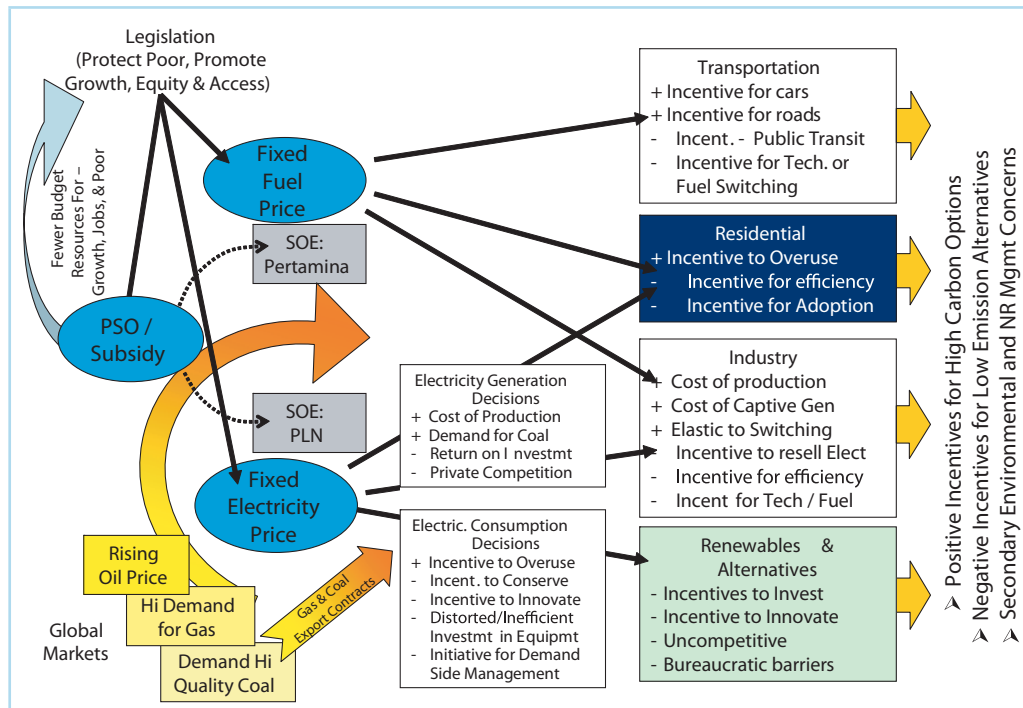 Legislation
(Protect Poor, Promote
Growth, Equity & Access)
Fewer Budget
Resources For –
Growth, Jobs, & Poor
Fixed
Fuel
Price
SOE:
Pertamina
PSO /
Subsidy
SOE:
PLN
Fixed
Electricity
Price
Rising
Oil Price
Hi Demand
for Gas
Demand Hi
Quality Coal
Global
Markets
Gas & Coal
Export Contracts
Electricity Generation
Decisions
+ Cost of Production
+ Demand for Coal
- Return on Investmt
- Private Competition
Electric. Consumption
Decisions
+ Incentive to Overuse
- Incent. to Conserve
- Incentive to Innovate
- Distorted/Inefficient
Investmt in Equipmt
- Initiative for Demand
Side Management
Transportation
+ Incentive for cars
+ Incentive for roads
- Incent. - Public Transit
- Incentive for Tech. or
Fuel Switching
Residential
+ Incentive to Overuse
- Incentive for efficiency
- Incentive for Adoption
Industry
+ Cost of production
+ Cost of Captive Gen
+ Elastic to Switching
- Incentive to resell Elect
- Incentive for efficiency
- Incent for Tech / Fuel
Renewables &
Alternatives
- Incentives to Invest
- Incentive to Innovate
- Uncompetitive
- Bureaucratic barriers
➢ Positive Incentives for High Carbon Options
➢ Negative Incentives for Low Emission Alternatives
➢ Secondary Environmental and NR Mgmt Concerns